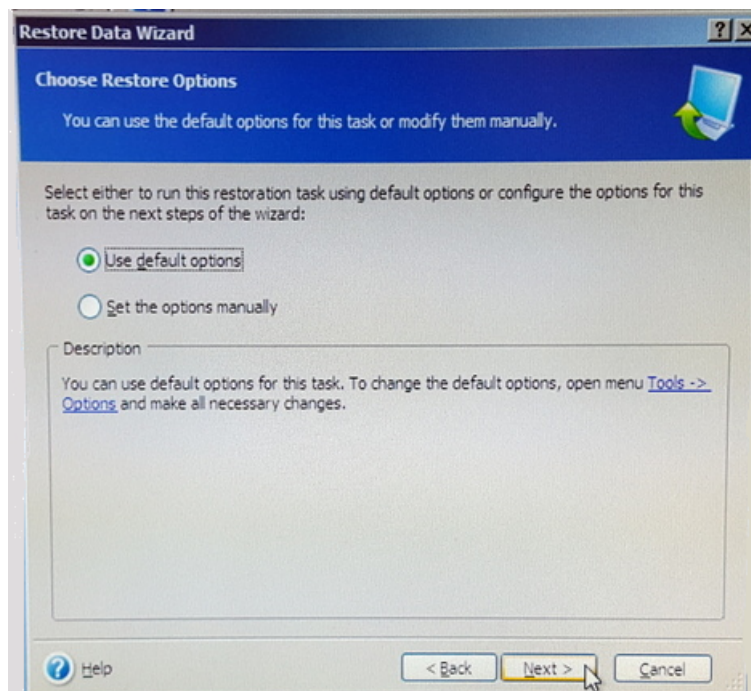 Restore Data Wizard
Choose Restore Options
You can use the default options for this task or modify them manually.
Select either to run this restoration task using default options or configure the options for this
task on the next steps of the wizard:
Use default options
Set the options manually
Description
You can use default options for this task. To change the default options, open menu Tools ->
Options and make all necessary changes.
Help
< Back
Next >
Cancel